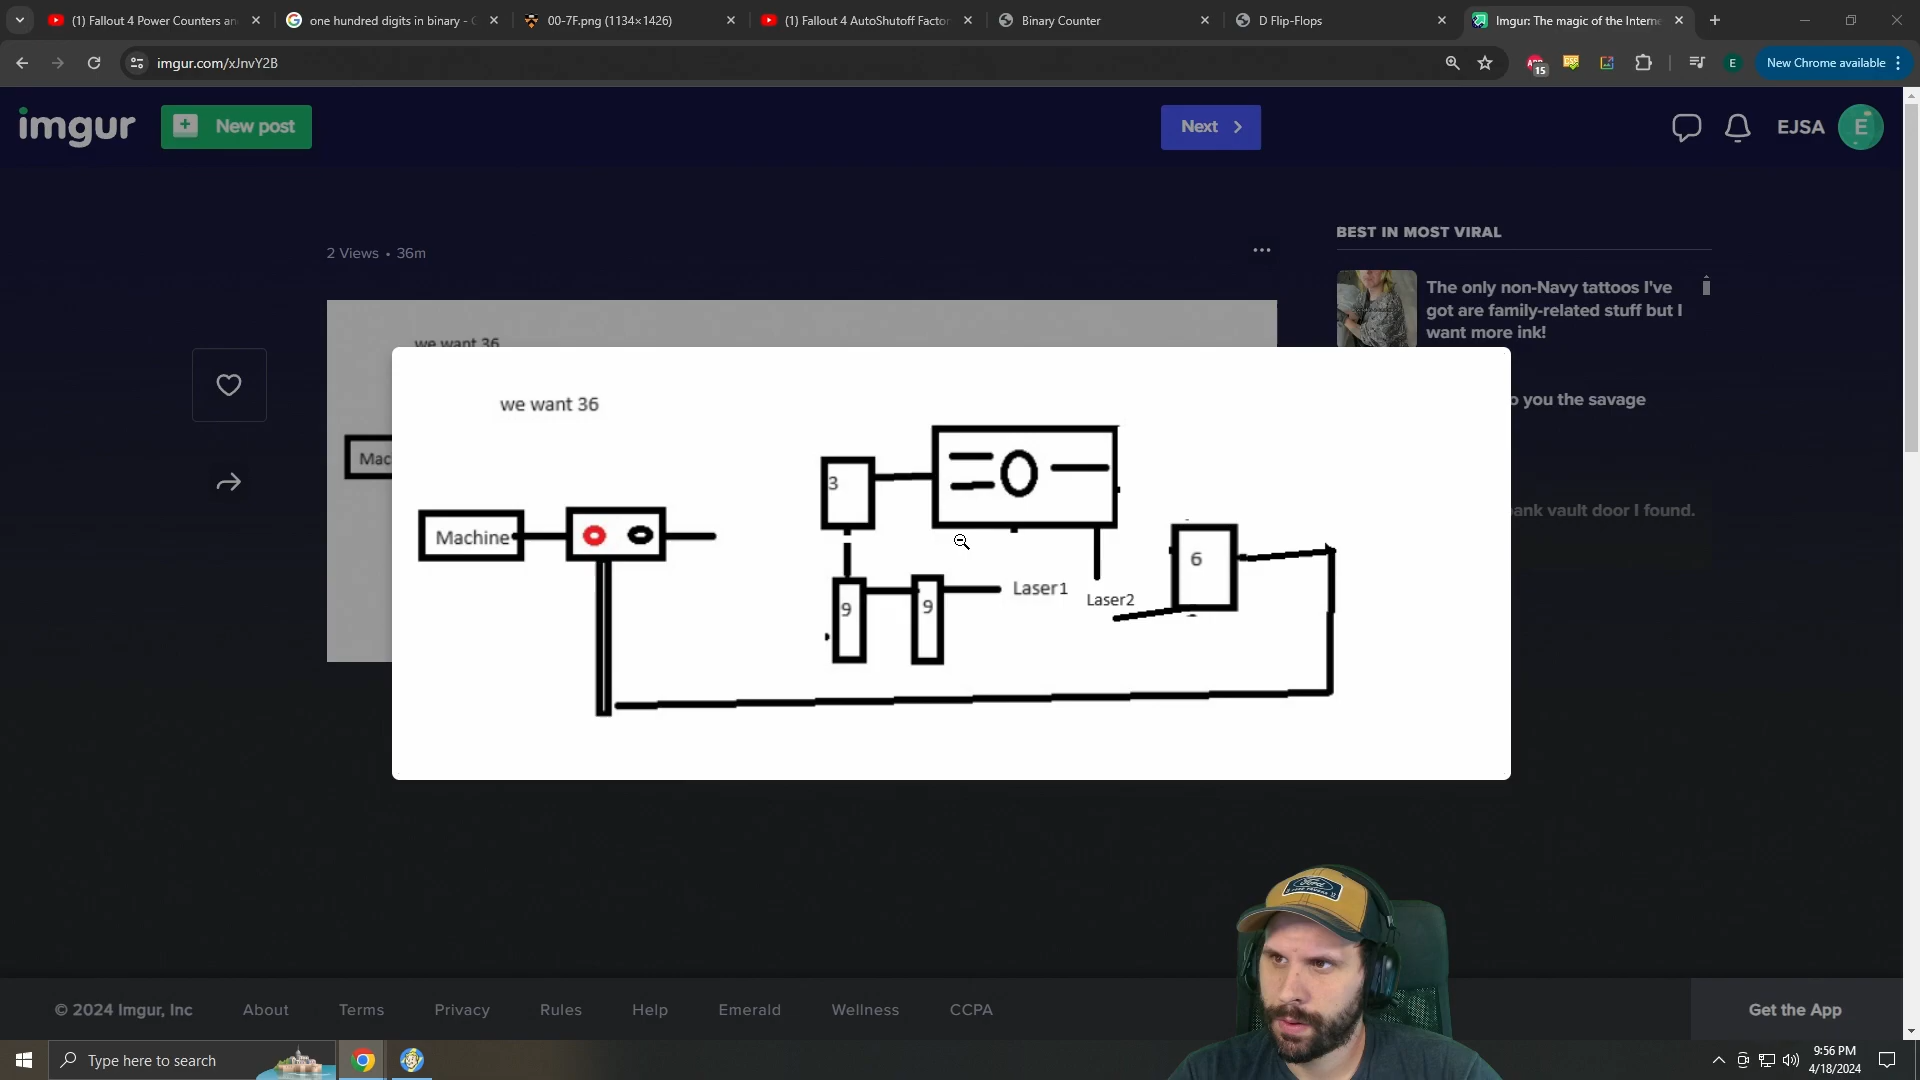 (1) Fallout 4 Power Counters an
one hundred digits in binary - G
00-7F.png (1134×1426)
(1) Fallout 4 AutoShutoff Factor
Binary Counter
D Flip-Flops
Imgur: The magic of the Interne
imgur.com/xJnvY2B
15
E
New Chrome available
imgur
New post
Next
EJSA
E
2 Views • 36m
BEST IN MOST VIRAL
The only non-Navy tattoos I've
got are family-related stuff but I
want more ink!
we want 36
we want 36
o you the savage
Mac
3
Machine
6
ank vault door I found.
9
9
Laser1
Laser2
© 2024 Imgur, Inc
About
Terms
Privacy
Rules
Help
Emerald
Wellness
CCPA
Get the App
Type here to search
9:56 PM
4/18/2024